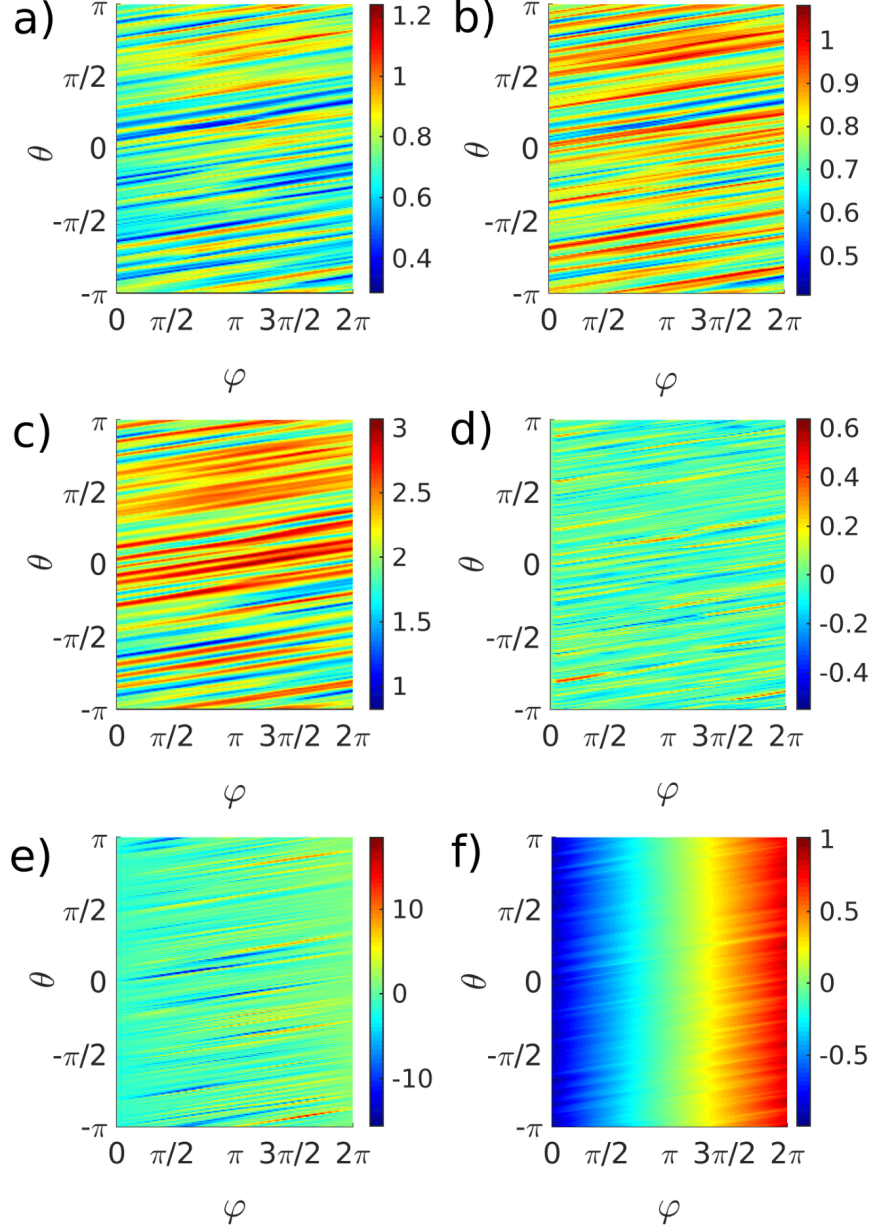 a)
π
π/2
0
-π/2
-π
θ
0 π/2 π 3π/2 2π
φ
1.2
1
0.8
0.6
0.4
b)
π
π/2
0
-π/2
-π
θ
0 π/2 π 3π/2 2π
φ
1
0.9
0.8
0.7
0.6
0.5
c)
π
π/2
0
-π/2
-π
θ
0 π/2 π 3π/2 2π
φ
3
2.5
2
1.5
1
d)
π
π/2
0
-π/2
-π
θ
0 π/2 π 3π/2 2π
φ
0.6
0.4
0.2
0
-0.2
-0.4
e)
π
π/2
0
-π/2
-π
θ
0 π/2 π 3π/2 2π
φ
10
0
-10
f)
π
π/2
0
-π/2
-π
θ
0 π/2 π 3π/2 2π
φ
1
0.5
0
-0.5